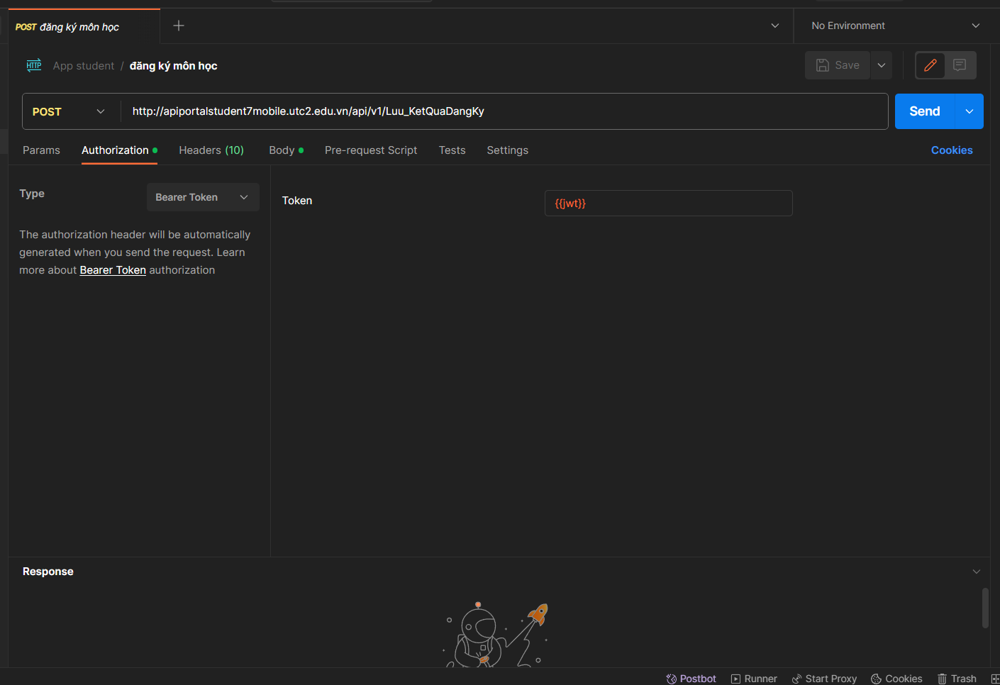 POST đăng ký môn học
No Environment
HTTP App student / đăng ký môn học
Save
POST http://apiportalstudent7mobile.utc2.edu.vn/api/v1/Luu_KetQuaDangKy
Send
Params Authorization Headers (10) Body Pre-request Script Tests Settings Cookies
Type Bearer Token
Token {{jwt}}
The authorization header will be automatically
generated when you send the request. Learn
more about Bearer Token authorization
Response
Postbot Runner Start Proxy Cookies Trash